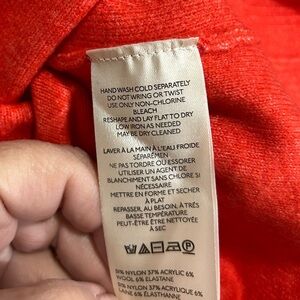 HAND WASH COLD SEPARATELY
DO NOT WRING OR TWIST
USE ONLY NON-CHLORINE
BLEACH
RESHAPE AND LAY FLAT TO DRY
LOW IRON AS NEEDED
MAY BE DRY CLEANED
LAVER À LA MAIN À L'EAU FROIDE
SÉPARÉMENT
NE PAS TORDRE OU ESSORER
UTILISER UN AGENT DE
BLANCHIMENT SANS CHLORE SI
NÉCESSAIRE
METTRE EN FORME ET SECHER
À PLAT
REPASSER, AU BESOIN, À TRÈS
BASSE TEMPÉRATURE
PEUT-ÊTRE ÊTRE NETTOYÉE
À SEC
NYLON 37% ACRYLIC 6%
WOOL 6% ELASTANE
NYLON 37% ACRYLIQUE 6%
LAINE 6% ÉLASTHANNE